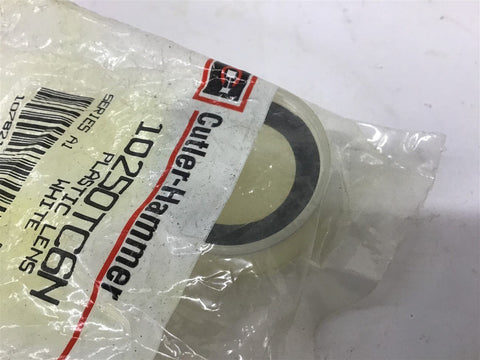 Cutler-Hammer
10250TC6N
PLASTIC LENS
WHITE
SERIES A1